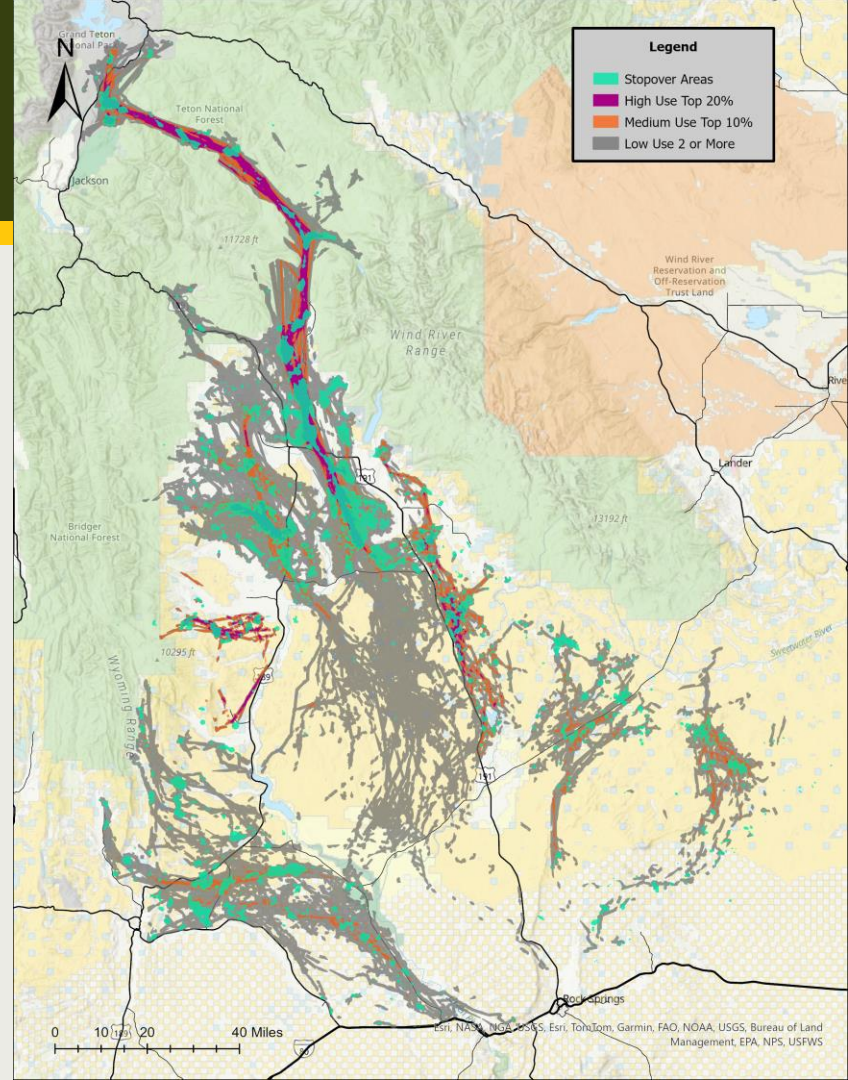 Grand Teton
National Park
N
Legend
Stopover Areas
High Use Top 20%
Medium Use Top 10%
Low Use 2 or More
Teton National
Forest
Jackson
11728 ft
Wind River
Reservation and
Off-Reservation
Trust Land
Wind River
Range
Rive
Lander
191
13192 ft
Bridger
National Forest
Sweetwater River
10295 ft
Wyoming Range
189
191
Rock Springs
0 10 20 40 Miles
189
80
Esri, NASA, NGA, USGS, Esri, TomTom, Garmin, FAO, NOAA, USGS, Bureau of Land
Management, EPA, NPS, USFWS